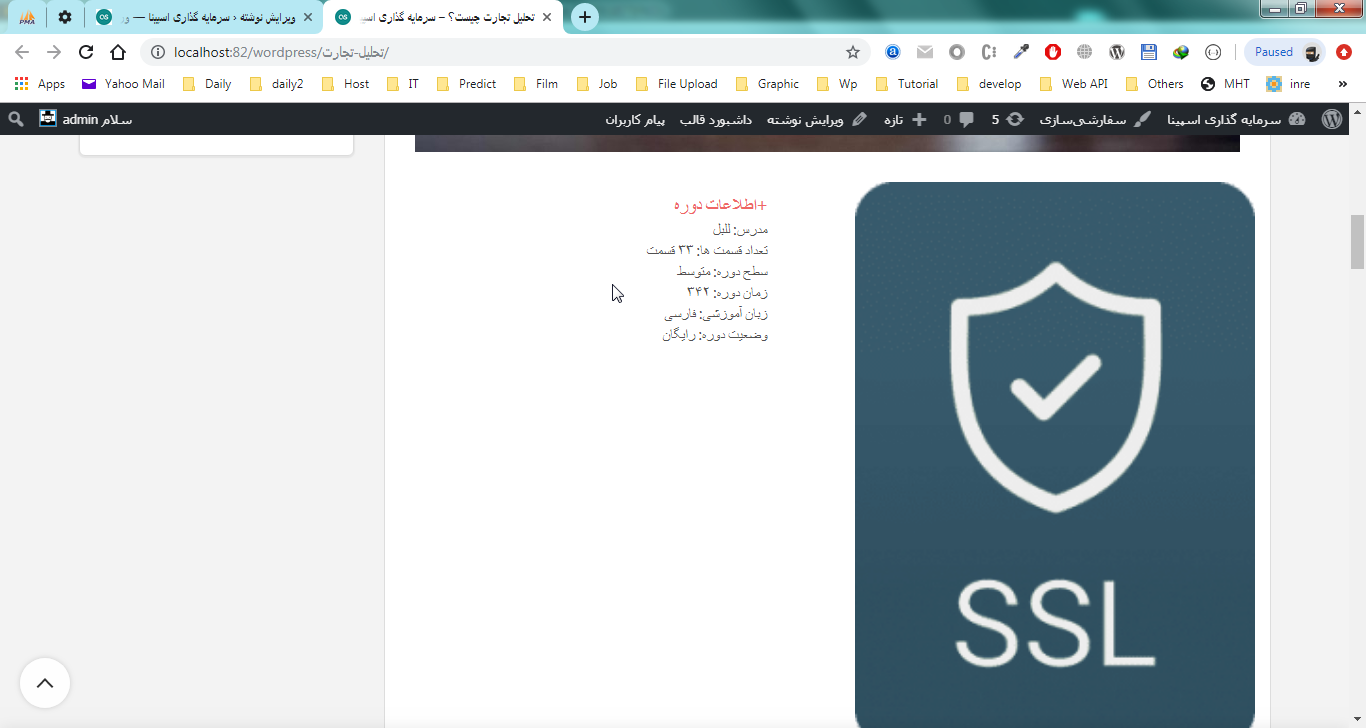 PMA
ویرایش نوشته ‹ سرمایه گذاری اسپینا — ور
تحلیل تجارت چیست؟ – سرمایه گذاری اسپی
localhost:82/wordpress/تحلیل-تجارت/
Paused
Apps Yahoo Mail Daily daily2 Host IT Predict Film Job File Upload Graphic Wp Tutorial develop Web API Others MHT inre »
سرمایه گذاری اسپینا سفارشی‌سازی 5 0 تازه ویرایش نوشته داشبورد قالب پیام کاربران سلام admin
+اطلاعات دوره
مدرس: للبل
تعداد قسمت ها: ۳۳ قسمت
سطح دوره: متوسط
زمان دوره: ۳۴۲
زبان آموزشی: فارسی
وضعیت دوره: رایگان
SSL